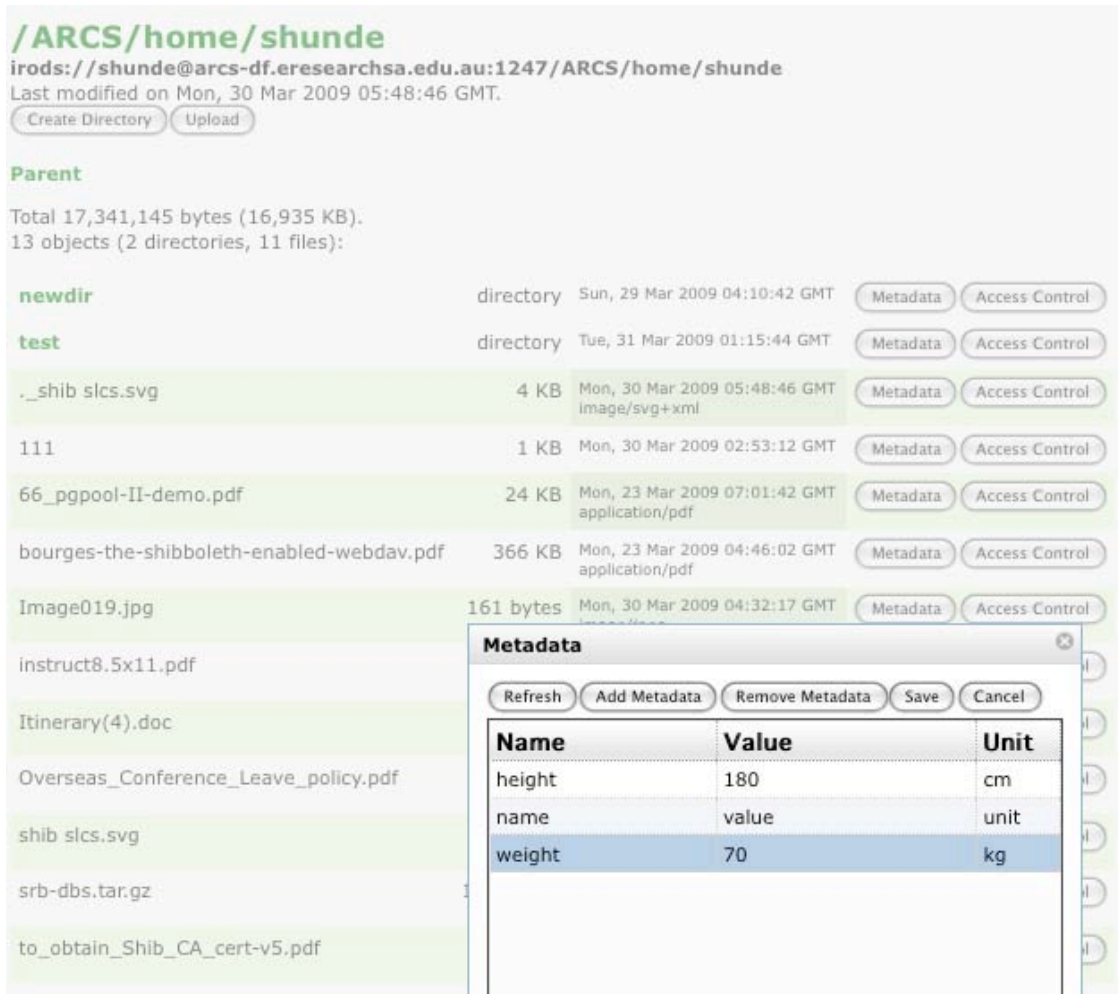 /ARCS/home/shunde
irods://shunde@arcs-df.eresearchsa.edu.au:1247/ARCS/home/shunde
Last modified on Mon, 30 Mar 2009 05:48:46 GMT.
Create Directory Upload
Parent
Total 17,341,145 bytes (16,935 KB).
13 objects (2 directories, 11 files):
newdir directory Sun, 29 Mar 2009 04:10:42 GMT Metadata Access Control
test directory Tue, 31 Mar 2009 01:15:44 GMT Metadata Access Control
._shib slcs.svg 4 KB Mon, 30 Mar 2009 05:48:46 GMT Metadata Access Control
image/svg+xml
111 1 KB Mon, 30 Mar 2009 02:53:12 GMT Metadata Access Control
66_pgpool-II-demo.pdf 24 KB Mon, 23 Mar 2009 07:01:42 GMT Metadata Access Control
application/pdf
bourges-the-shibboleth-enabled-webdav.pdf 366 KB Mon, 23 Mar 2009 04:46:02 GMT Metadata Access Control
application/pdf
Image019.jpg 161 bytes Mon, 30 Mar 2009 04:32:17 GMT Metadata Access Control
instruct8.5x11.pdf
Itinerary(4).doc
Overseas_Conference_Leave_policy.pdf
shib slcs.svg
srb-dbs.tar.gz
to_obtain_Shib_CA_cert-v5.pdf
Metadata
Refresh Add Metadata Remove Metadata Save Cancel
Name Value Unit
height 180 cm
name value unit
weight 70 kg